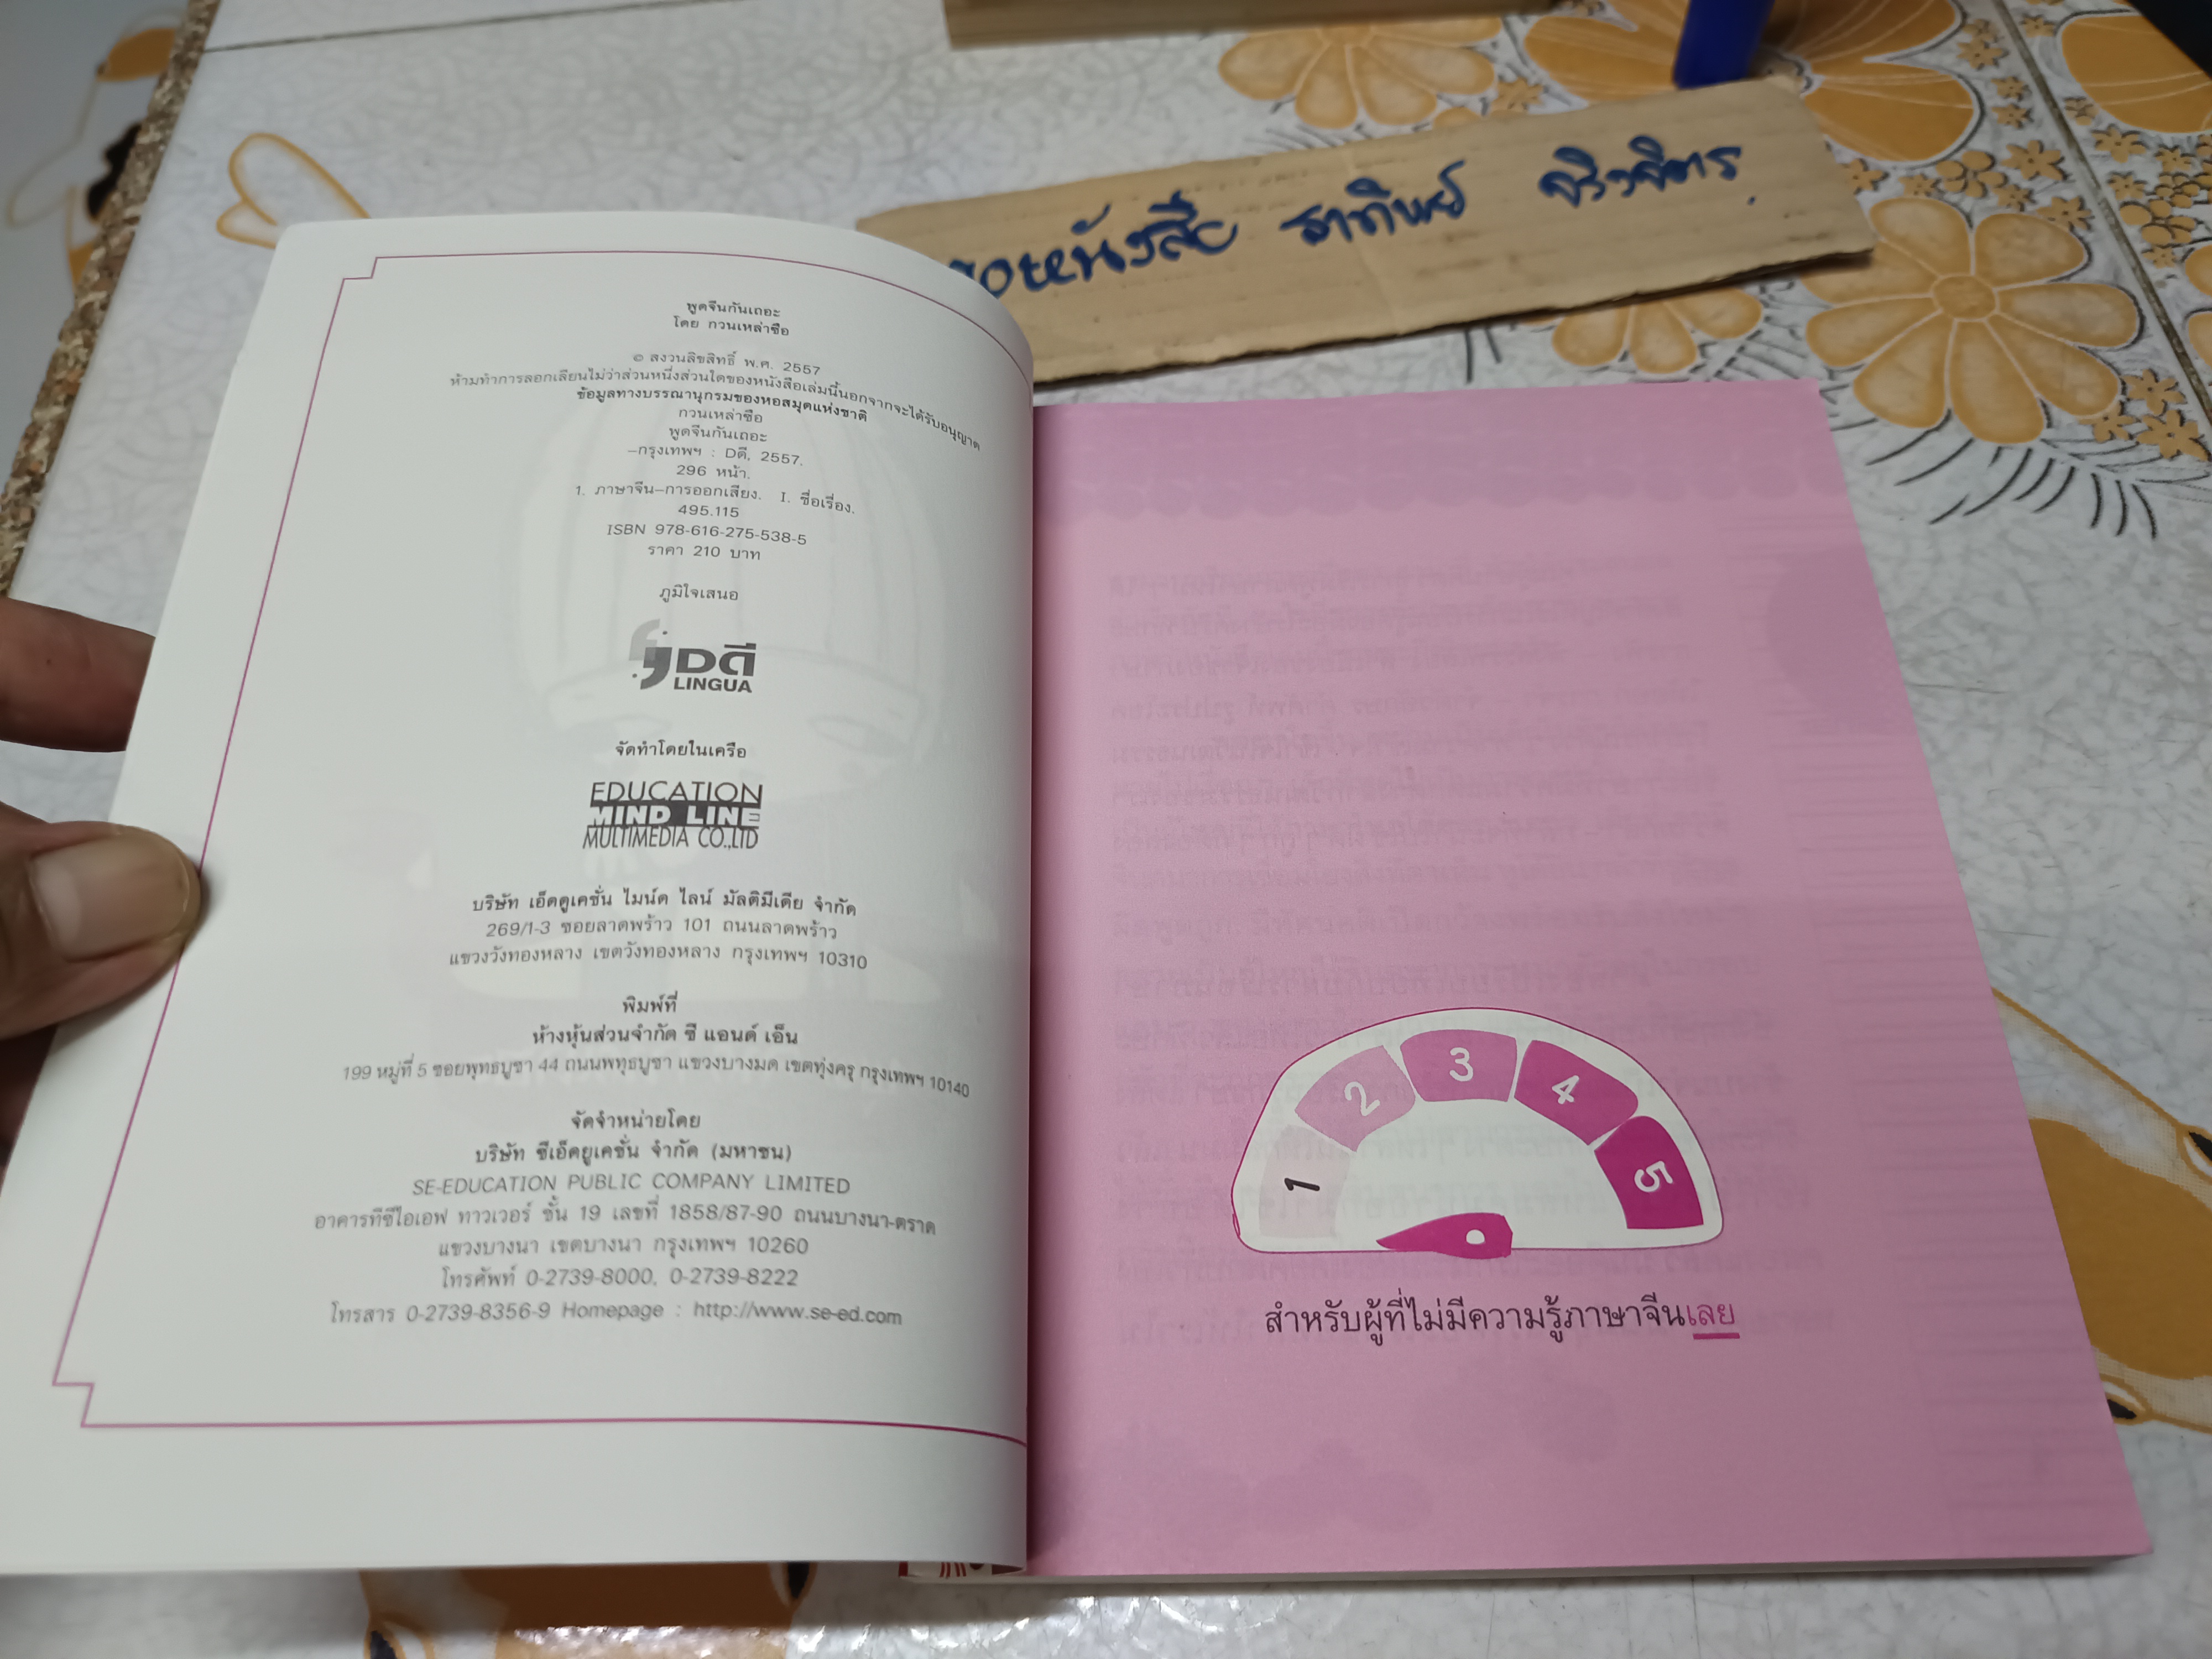 พูดจีนกันเถอะ
โดย กวนเหล่าซือ
© สงวนลิขสิทธิ์ พ.ศ. 2557
ห้ามทำการลอกเลียนไม่ว่าส่วนหนึ่งส่วนใดของหนังสือเล่มนี้นอกจากจะได้รับอนุญาต
ข้อมูลทางบรรณานุกรมของหอสมุดแห่งชาติ
กวนเหล่าซือ
พูดจีนกันเถอะ
–กรุงเทพฯ : Dดี, 2557.
296 หน้า.
1. ภาษาจีน–การออกเสียง. I. ชื่อเรื่อง.
495.115
ISBN 978-616-275-538-5
ราคา 210 บาท
ภูมิใจเสนอ
Dดี
LINGUA
จัดทำโดยในเครือ
EDUCATION
MIND LINE
MULTIMEDIA CO.,LTD
บริษัท เอ็ดดูเคชั่น ไมน์ด ไลน์ มัลติมีเดีย จำกัด
269/1-3 ซอยลาดพร้าว 101 ถนนลาดพร้าว
แขวงวังทองหลาง เขตวังทองหลาง กรุงเทพฯ 10310
พิมพ์ที่
ห้างหุ้นส่วนจำกัด ซี แอนด์ เอ็น
199 หมู่ที่ 5 ซอยพุทธบูชา 44 ถนนพุทธบูชา แขวงบางมด เขตทุ่งครุ กรุงเทพฯ 10140
จัดจำหน่ายโดย
บริษัท ซีเอ็ดยูเคชั่น จำกัด (มหาชน)
SE-EDUCATION PUBLIC COMPANY LIMITED
อาคารทีซีไอเอฟ ทาวเวอร์ ชั้น 19 เลขที่ 1858/87-90 ถนนบางนา-ตราด
แขวงบางนา เขตบางนา กรุงเทพฯ 10260
โทรศัพท์ 0-2739-8000, 0-2739-8222
โทรสาร 0-2739-8356-9 Homepage : http://www.se-ed.com
หนังสือ ธาทิพย์
1 2 3 4 5
สำหรับผู้ที่ไม่มีความรู้ภาษาจีนเลย